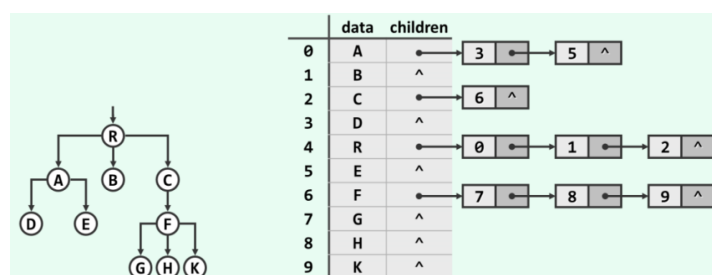 data children
0 A 3 5 ^
1 B ^
2 C 6 ^
3 D ^
4 R 0 1 2 ^
5 E ^
6 F 7 8 9 ^
7 G ^
8 H ^
9 K ^
R
A B C
D E F
G H K